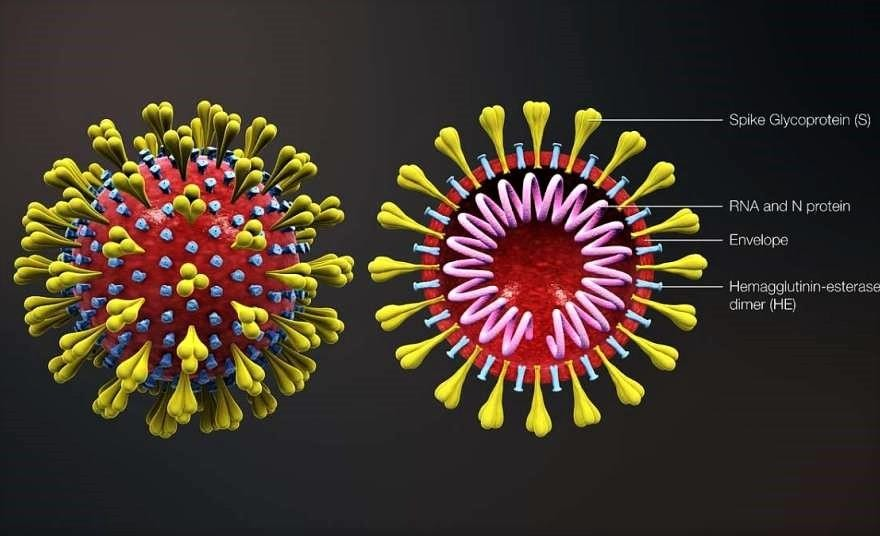 Spike Glycoprotein (S)
RNA and N protein
Envelope
Hemagglutinin-esterase
dimer (HE)